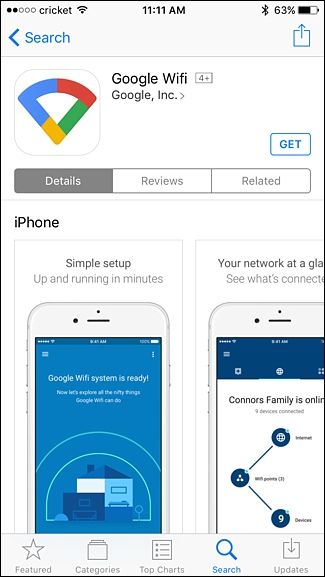 cricket 11:11 AM 63%
Search
Google Wifi 4+
Google, Inc. >
GET
Details Reviews Related
iPhone
Simple setup
Up and running in minutes
9:41 AM 100%
Google Wifi system is ready!
Now let's explore all the nifty things
Google Wifi can do
Your network at a gla
See what's connecte
9:41 AM
Connors Family is onlin
9 devices connected
Internet
Wifi points (3)
9 Devices
Featured Categories Top Charts Search Updates